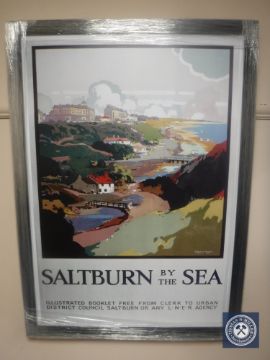 SALTBURN BY THE SEA
ILLUSTRATED BOOKLET FREE FROM CLERK TO URBAN
DISTRICT COUNCIL SALTBURN OR ANY L·N·E·R AGENCY